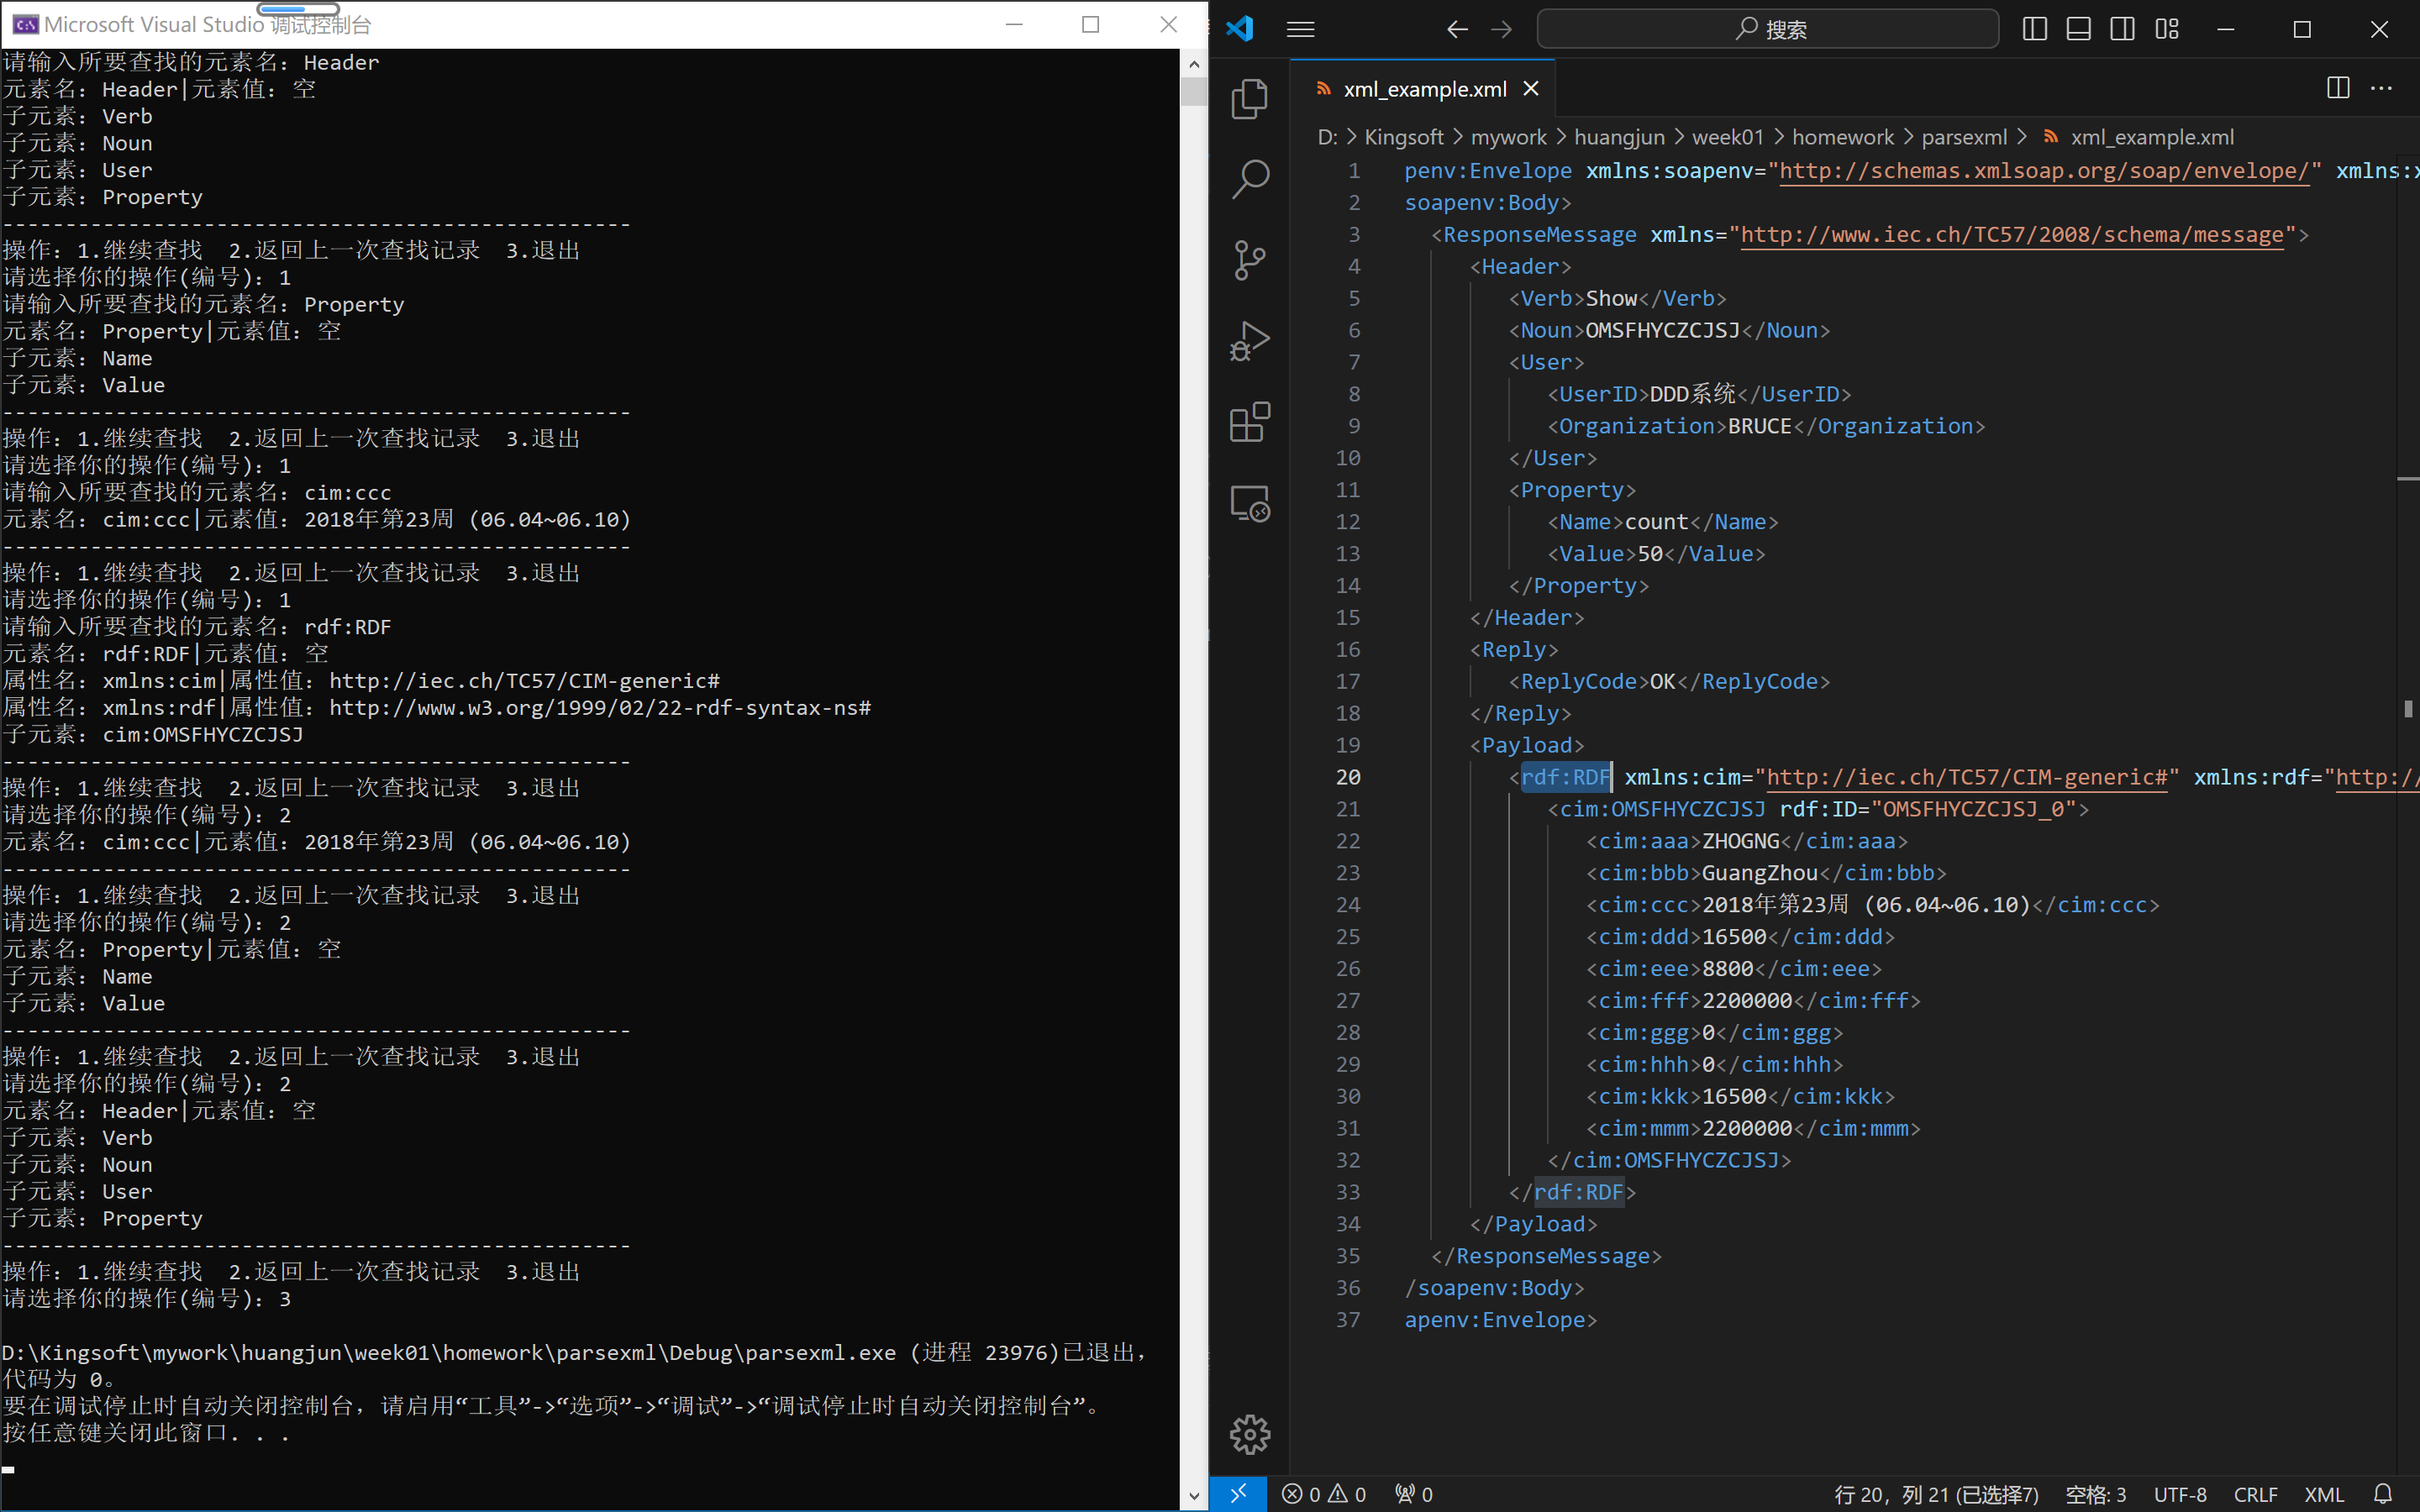 Microsoft Visual Studio 调试控制台
请输入所要查找的元素名：Header
元素名：Header|元素值：空
子元素：Verb
子元素：Noun
子元素：User
子元素：Property
--------------------------------------------------
操作：1.继续查找  2.返回上一次查找记录  3.退出
请选择你的操作(编号)：1
请输入所要查找的元素名：Property
元素名：Property|元素值：空
子元素：Name
子元素：Value
--------------------------------------------------
操作：1.继续查找  2.返回上一次查找记录  3.退出
请选择你的操作(编号)：1
请输入所要查找的元素名：cim:ccc
元素名：cim:ccc|元素值：2018年第23周 (06.04~06.10)
--------------------------------------------------
操作：1.继续查找  2.返回上一次查找记录  3.退出
请选择你的操作(编号)：1
请输入所要查找的元素名：rdf:RDF
元素名：rdf:RDF|元素值：空
属性名：xmlns:cim|属性值：http://iec.ch/TC57/CIM-generic#
属性名：xmlns:rdf|属性值：http://www.w3.org/1999/02/22-rdf-syntax-ns#
子元素：cim:OMSFHYCZCJSJ
--------------------------------------------------
操作：1.继续查找  2.返回上一次查找记录  3.退出
请选择你的操作(编号)：2
元素名：cim:ccc|元素值：2018年第23周 (06.04~06.10)
--------------------------------------------------
操作：1.继续查找  2.返回上一次查找记录  3.退出
请选择你的操作(编号)：2
元素名：Property|元素值：空
子元素：Name
子元素：Value
--------------------------------------------------
操作：1.继续查找  2.返回上一次查找记录  3.退出
请选择你的操作(编号)：2
元素名：Header|元素值：空
子元素：Verb
子元素：Noun
子元素：User
子元素：Property
--------------------------------------------------
操作：1.继续查找  2.返回上一次查找记录  3.退出
请选择你的操作(编号)：3
D:\Kingsoft\mywork\huangjun\week01\homework\parsexml\Debug\parsexml.exe (进程 23976)已退出，
代码为 0。
要在调试停止时自动关闭控制台，请启用“工具”->“选项”->“调试”->“调试停止时自动关闭控制台”。
按任意键关闭此窗口. . .
搜索
xml_example.xml
D: > Kingsoft > mywork > huangjun > week01 > homework > parsexml > xml_example.xml
1 penv:Envelope xmlns:soapenv="http://schemas.xmlsoap.org/soap/envelope/" xmlns:x
2 soapenv:Body>
3 <ResponseMessage xmlns="http://www.iec.ch/TC57/2008/schema/message">
4 <Header>
5 <Verb>Show</Verb>
6 <Noun>OMSFHYCZCJSJ</Noun>
7 <User>
8 <UserID>DDD系统</UserID>
9 <Organization>BRUCE</Organization>
10 </User>
11 <Property>
12 <Name>count</Name>
13 <Value>50</Value>
14 </Property>
15 </Header>
16 <Reply>
17 <ReplyCode>OK</ReplyCode>
18 </Reply>
19 <Payload>
20 <rdf:RDF xmlns:cim="http://iec.ch/TC57/CIM-generic#" xmlns:rdf="http://
21 <cim:OMSFHYCZCJSJ rdf:ID="OMSFHYCZCJSJ_0">
22 <cim:aaa>ZHOGNG</cim:aaa>
23 <cim:bbb>GuangZhou</cim:bbb>
24 <cim:ccc>2018年第23周 (06.04~06.10)</cim:ccc>
25 <cim:ddd>16500</cim:ddd>
26 <cim:eee>8800</cim:eee>
27 <cim:fff>2200000</cim:fff>
28 <cim:ggg>0</cim:ggg>
29 <cim:hhh>0</cim:hhh>
30 <cim:kkk>16500</cim:kkk>
31 <cim:mmm>2200000</cim:mmm>
32 </cim:OMSFHYCZCJSJ>
33 </rdf:RDF>
34 </Payload>
35 </ResponseMessage>
36 /soapenv:Body>
37 apenv:Envelope>
0 0 0 行 20，列 21 (已选择7) 空格: 3 UTF-8 CRLF XML